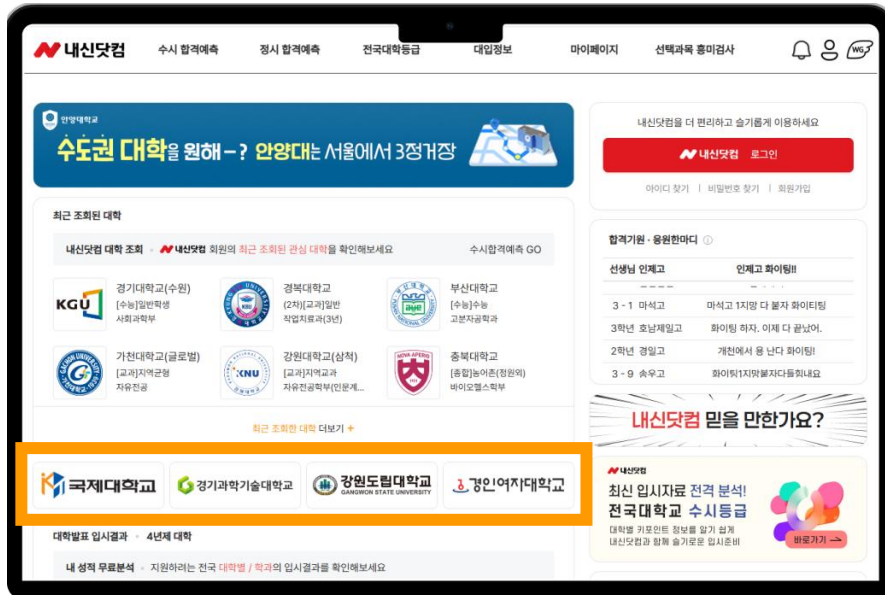 내신닷컴
수시 합격예측
정시 합격예측
전국대학등급
대입정보
마이페이지
선택과목 흥미검사
WG
안양대학교
수도권 대학을 원해 – ? 안양대는 서울에서 3정거장
내신닷컴을 더 편리하고 슬기롭게 이용하세요
내신닷컴 로그인
아이디 찾기 | 비밀번호 찾기 | 회원가입
최근 조회된 대학
내신닷컴 대학 조회 내신닷컴 회원의 최근 조회된 관심 대학을 확인해보세요 수시합격예측 GO
KGU
경기대학교(수원)
[수능]일반학생
사회과학부
경북대학교
(2차)[교과]일반
작업치료과(3년)
부산대학교
[수능]수능
고분자공학과
가천대학교(글로벌)
[교과]지역균형
자유전공
KNU
강원대학교(삼척)
[교과]지역교과
자유전공학부(인문계...
충북대학교
[종합]농어촌(정원외)
바이오헬스학부
최근 조회한 대학 더보기 +
합격기원 · 응원한마디
선생님 인제고 인제고 화이팅!!
3 - 1 마석고 마석고 1지망 다 붙자 화이티팅
3학년 호남제일고 화이팅 하자. 이제 다 끝났어.
2학년 경일고 개천에서 용 난다 화이팅!
3 - 9 송우고 화이팅1지망붙자다들힘내요
내신닷컴 믿을 만한가요?
국제대학교
경기과학기술대학교
강원도립대학교
GANGWON STATE UNIVERSITY
경인여자대학교
내신닷컴
최신 입시자료 전격 분석!
전국대학교 수시등급
대학별 키포인트 정보를 알기 쉽게
내신닷컴과 함께 슬기로운 입시준비
바로가기
대학발표 입시결과 4년제 대학
내 성적 무료분석 지원하려는 전국 대학별 / 학과의 입시결과를 확인해보세요